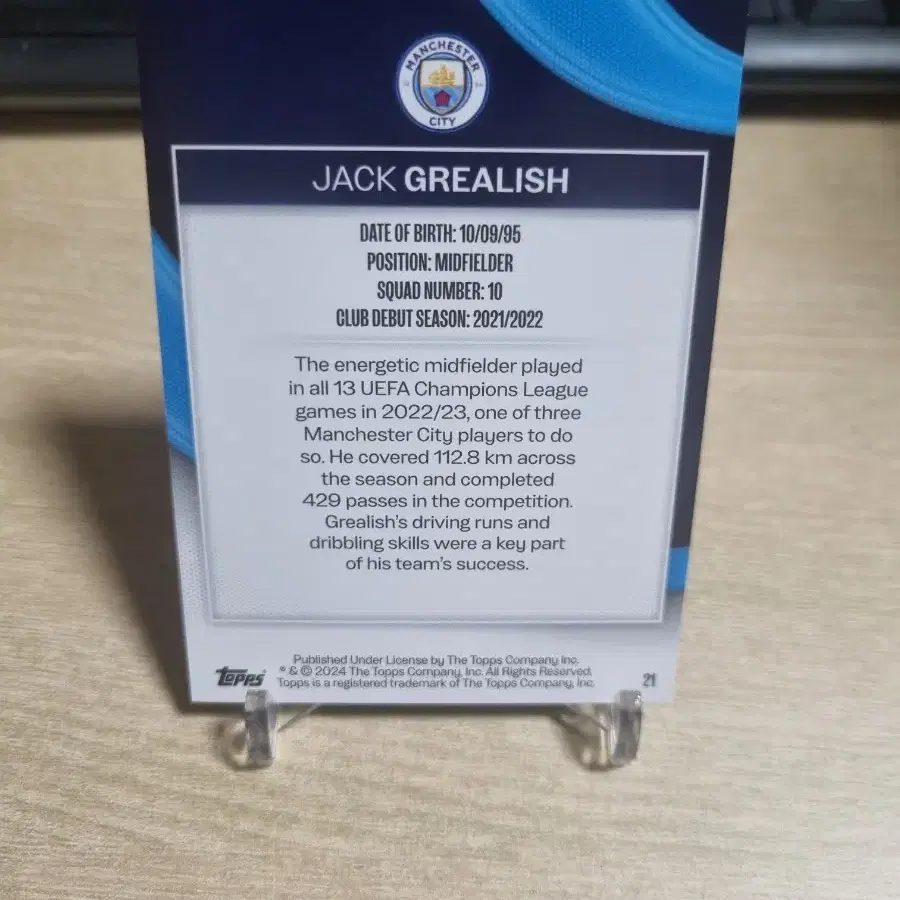 MANCHESTER
CITY
JACK GREALISH
DATE OF BIRTH: 10/09/95
POSITION: MIDFIELDER
SQUAD NUMBER: 10
CLUB DEBUT SEASON: 2021/2022
The energetic midfielder played
in all 13 UEFA Champions League
games in 2022/23, one of three
Manchester City players to do
so. He covered 112.8 km across
the season and completed
429 passes in the competition.
Grealish's driving runs and
dribbling skills were a key part
of his team's success.
Published Under License by The Topps Company, Inc.
® & © 2024 The Topps Company, Inc. All Rights Reserved.
Topps is a registered trademark of The Topps Company, Inc.
Topps
21